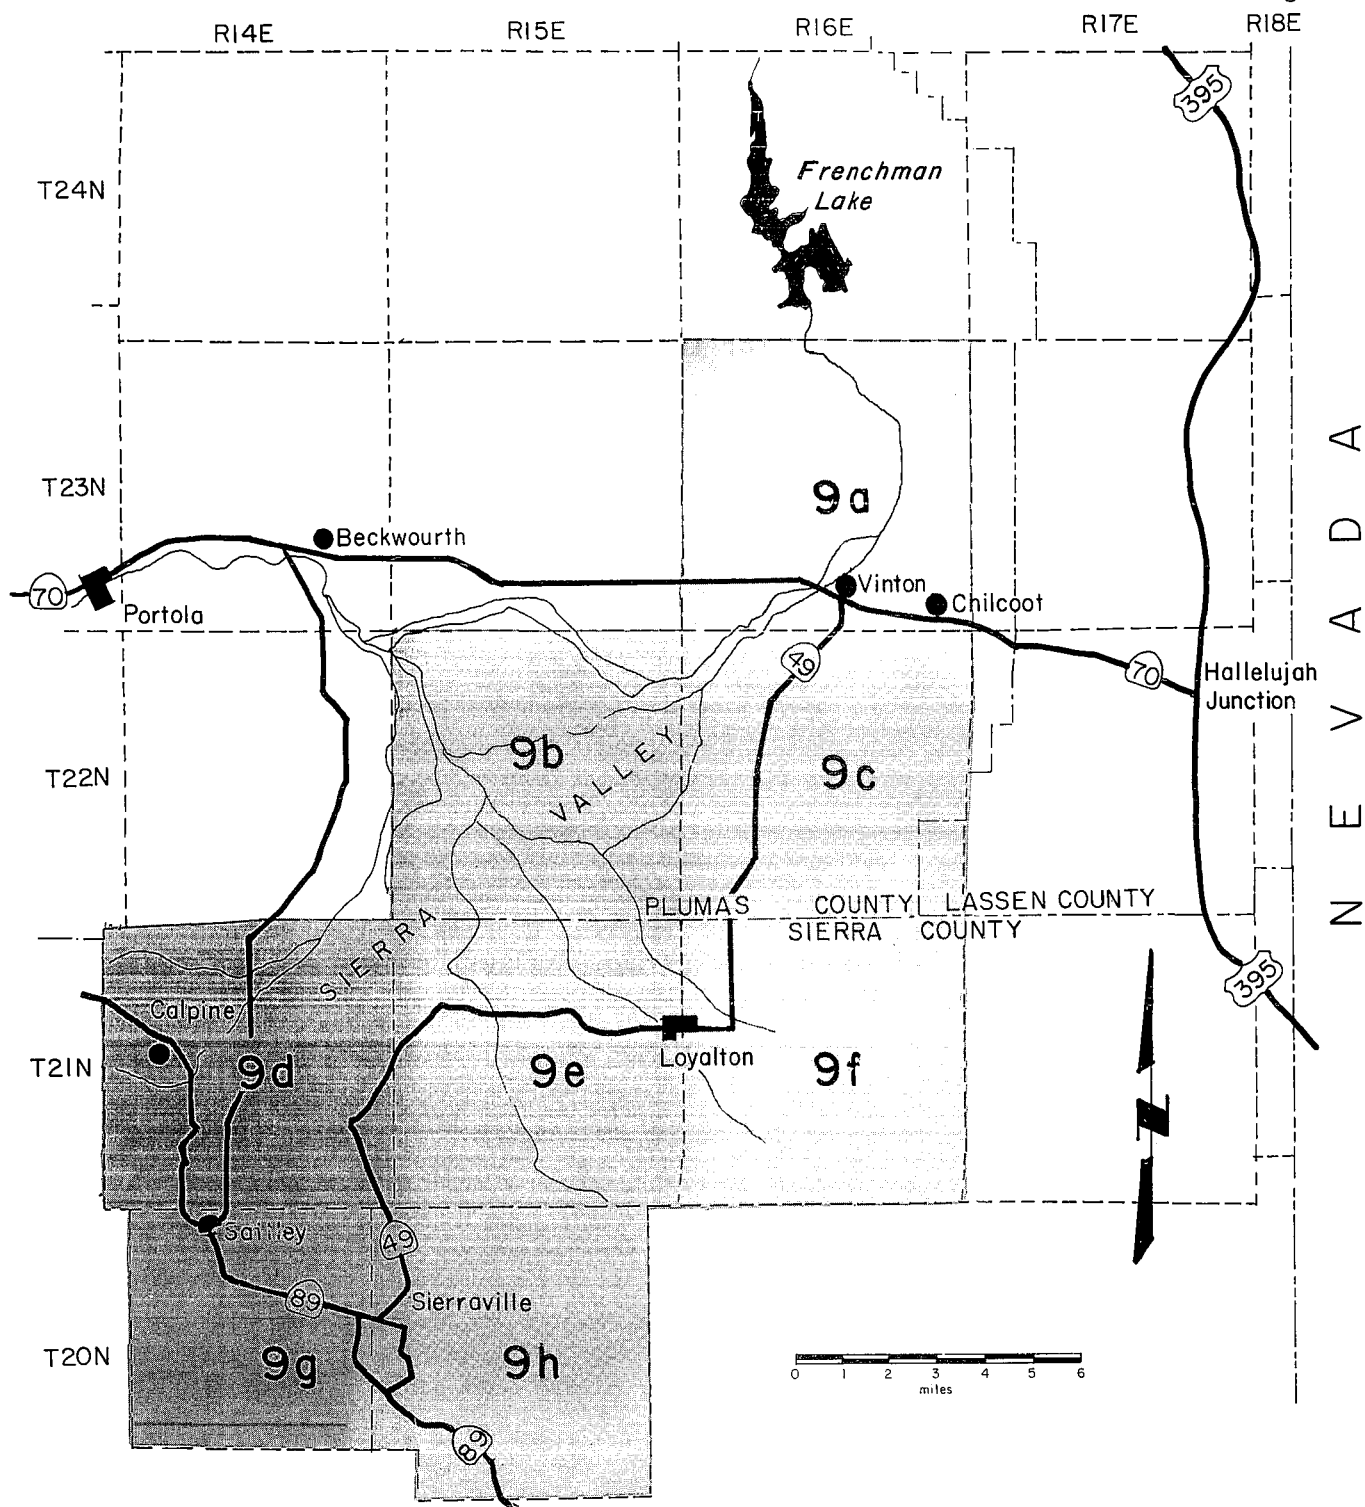 R14E R15E R16E R17E R18E
395
T24N
Frenchman
Lake
T23N
9a
Beckwourth
70
Portola
Vinton
Chilcoot
49
70
Hallelujah
Junction
NEVADA
T22N
9b
9c
SIERRA VALLEY
PLUMAS COUNTY LASSEN COUNTY
SIERRA COUNTY
395
Calpine
T21N
9d
9e
Loyalton
9f
Sattley
49
89
Sierraville
T20N
9g
9h
0 1 2 3 4 5 6
miles
89